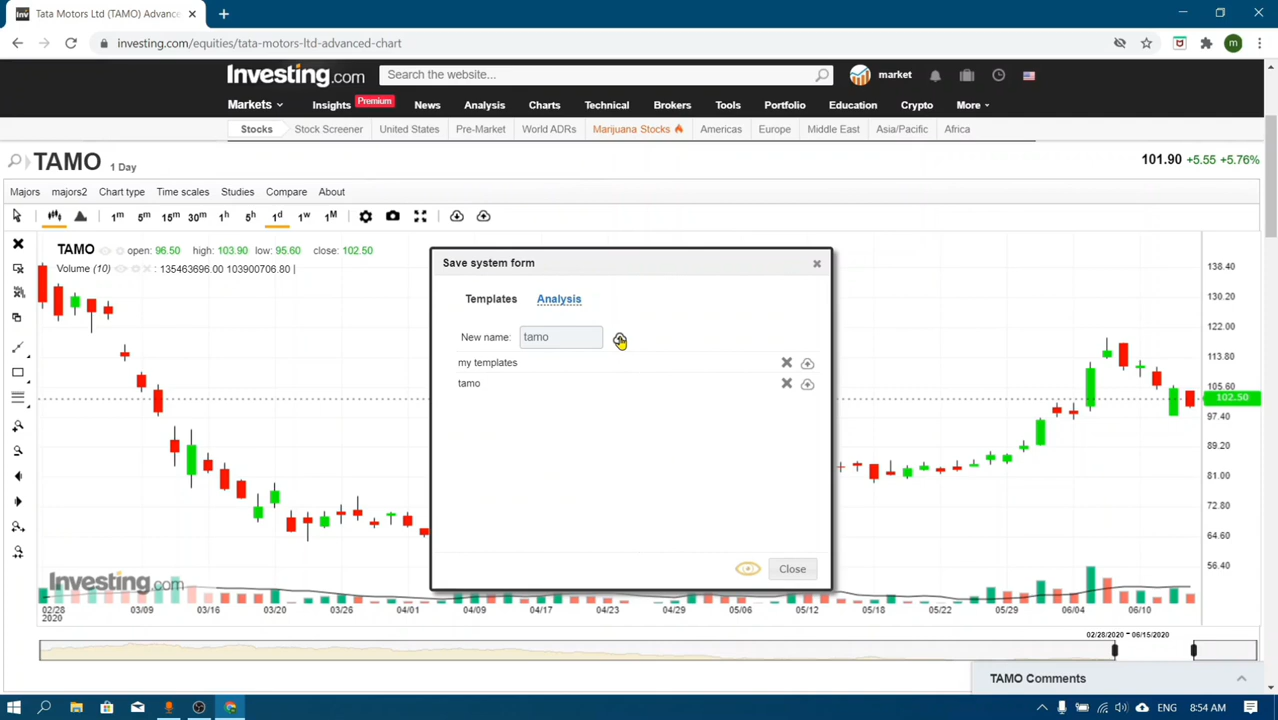 Inv Tata Motors Ltd (TAMO) Advance
investing.com/equities/tata-motors-ltd-advanced-chart
m
Investing.com Search the website... market
Markets Insights Premium News Analysis Charts Technical Brokers Tools Portfolio Education Crypto More
Stocks Stock Screener United States Pre-Market World ADRs Marijuana Stocks Americas Europe Middle East Asia/Pacific Africa
TAMO 1 Day 101.90 +5.55 +5.76%
Majors majors2 Chart type Time scales Studies Compare About
1m 5m 15m 30m 1h 5h 1d 1w 1M
TAMO open: 96.50 high: 103.90 low: 95.60 close: 102.50
Volume (10) 135463696.00 103900706.80 |
Save system form
Templates Analysis
New name: tamo
my templates
tamo
Close
138.40
130.20
122.00
113.80
105.60
102.50
97.40
89.20
81.00
72.80
64.60
56.40
Investing.com
02/28 03/09 03/16 03/20 03/26 04/01 04/09 04/17 04/23 04/29 05/06 05/12 05/18 05/22 05/29 06/04 06/10
2020
02/28/2020 - 06/15/2020
TAMO Comments
ENG 8:54 AM